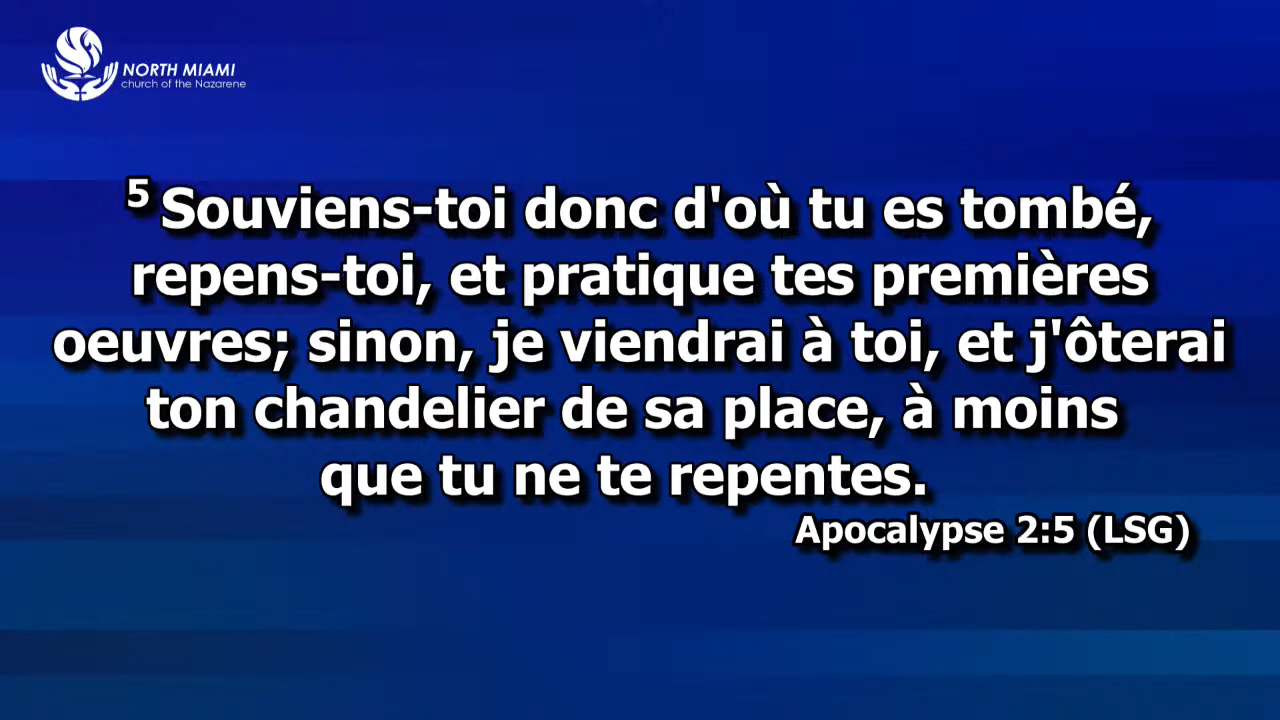 NORTH MIAMI
church of the Nazarene
5 Souviens-toi donc d'où tu es tombé,
repens-toi, et pratique tes premières
oeuvres; sinon, je viendrai à toi, et j'ôterai
ton chandelier de sa place, à moins
que tu ne te repentes.
Apocalypse 2:5 (LSG)